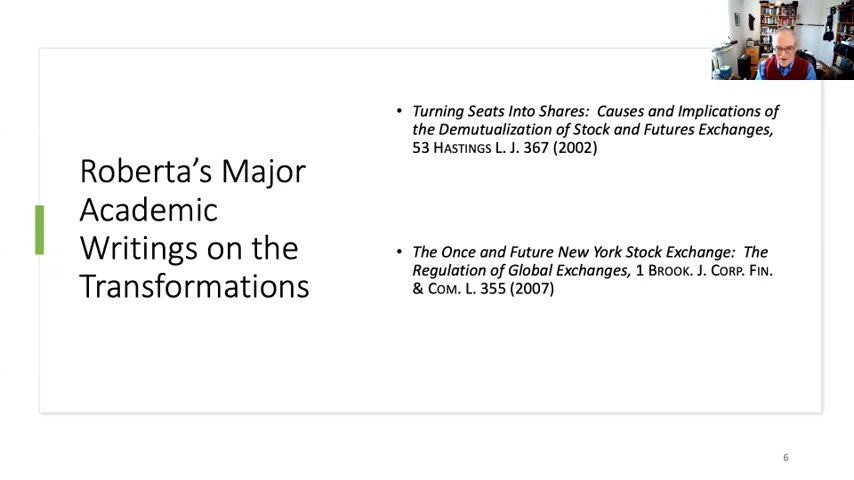 Roberta's Major
Academic
Writings on the
Transformations
• Turning Seats Into Shares: Causes and Implications of
the Demutualization of Stock and Futures Exchanges,
53 HASTINGS L. J. 367 (2002)
• The Once and Future New York Stock Exchange: The
Regulation of Global Exchanges, 1 BROOK. J. CORP. FIN.
& COM. L. 355 (2007)
6